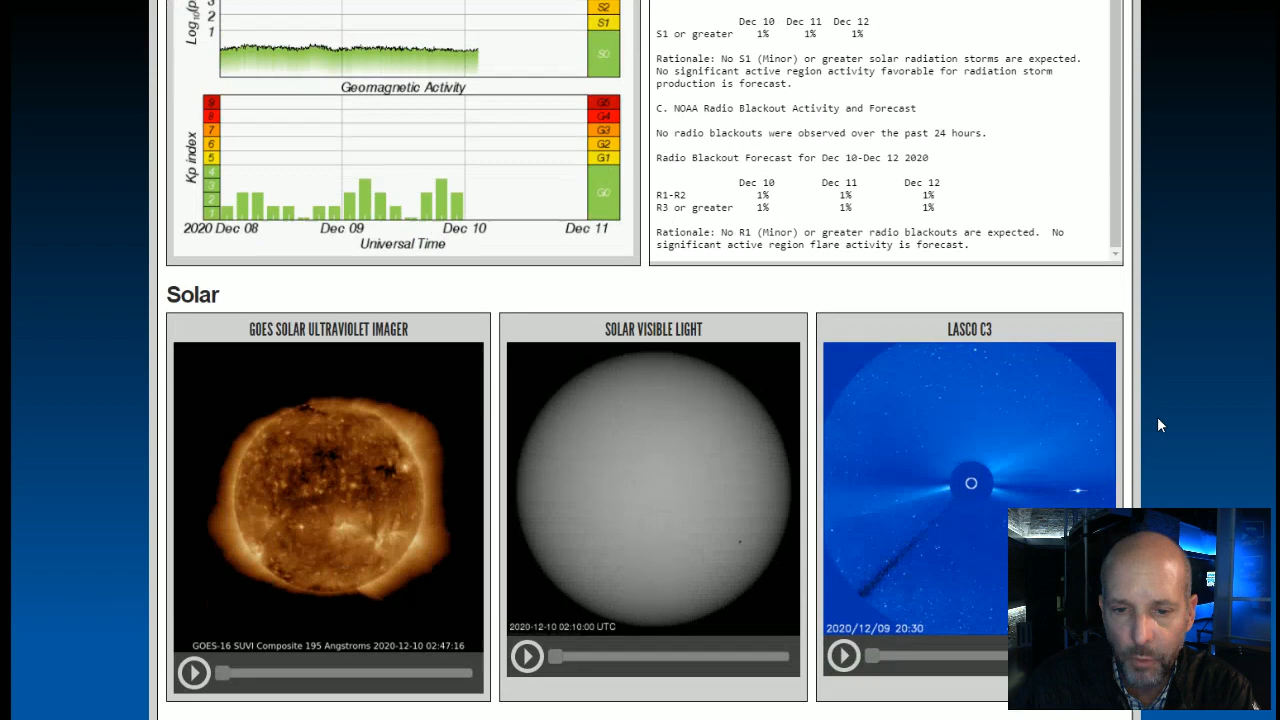 Log10(p
3
2
1
S2
S1
S0
Geomagnetic Activity
Kp index
9
8
7
6
5
4
3
2
1
G5
G4
G3
G2
G1
G0
2020 Dec 08 Dec 09 Dec 10 Dec 11
Universal Time
Dec 10 Dec 11 Dec 12
S1 or greater 1% 1% 1%
Rationale: No S1 (Minor) or greater solar radiation storms are expected.
No significant active region activity favorable for radiation storm
production is forecast.
C. NOAA Radio Blackout Activity and Forecast
No radio blackouts were observed over the past 24 hours.
Radio Blackout Forecast for Dec 10-Dec 12 2020
Dec 10 Dec 11 Dec 12
R1-R2 1% 1% 1%
R3 or greater 1% 1% 1%
Rationale: No R1 (Minor) or greater radio blackouts are expected. No
significant active region flare activity is forecast.
Solar
GOES SOLAR ULTRAVIOLET IMAGER
GOES-16 SUVI Composite 195 Angstroms 2020-12-10 02:47:16
SOLAR VISIBLE LIGHT
2020-12-10 02:10:00 UTC
LASCO C3
2020/12/09 20:30